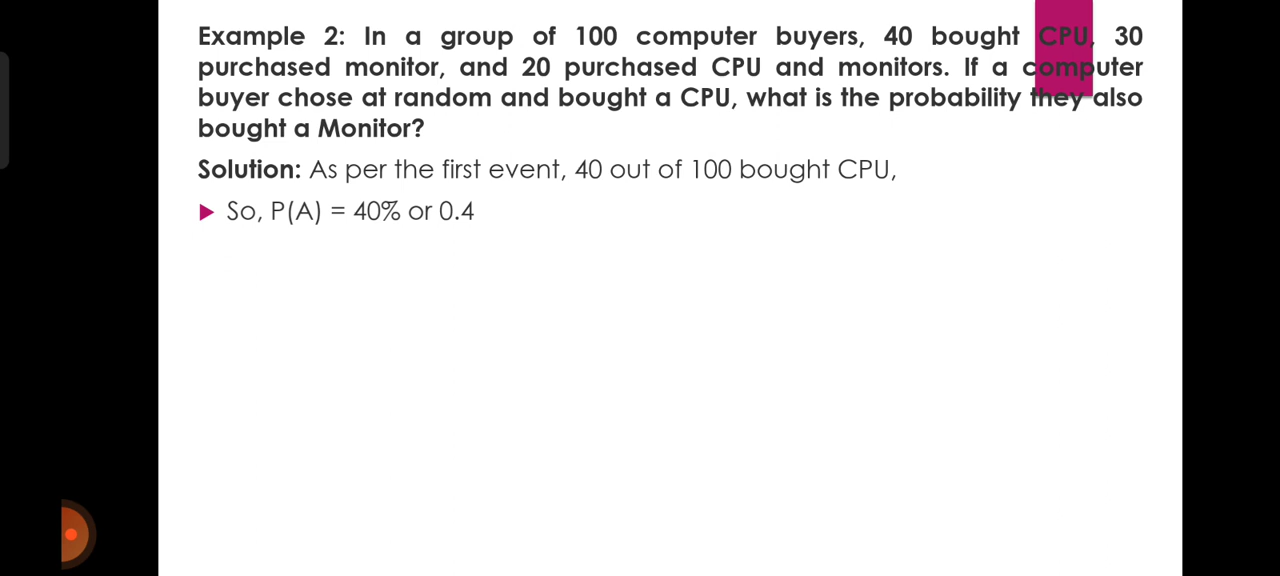 Example 2: In a group of 100 computer buyers, 40 bought CPU, 30
purchased monitor, and 20 purchased CPU and monitors. If a computer
buyer chose at random and bought a CPU, what is the probability they also
bought a Monitor?
Solution: As per the first event, 40 out of 100 bought CPU,
So, P(A) = 40% or 0.4